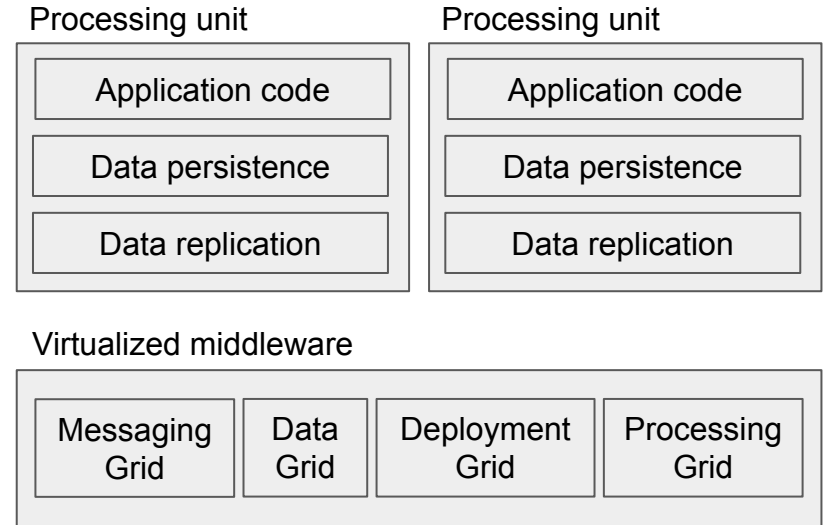 Processing unit
Application code
Data persistence
Data replication
Processing unit
Application code
Data persistence
Data replication
Virtualized middleware
Messaging
Grid
Data
Grid
Deployment
Grid
Processing
Grid